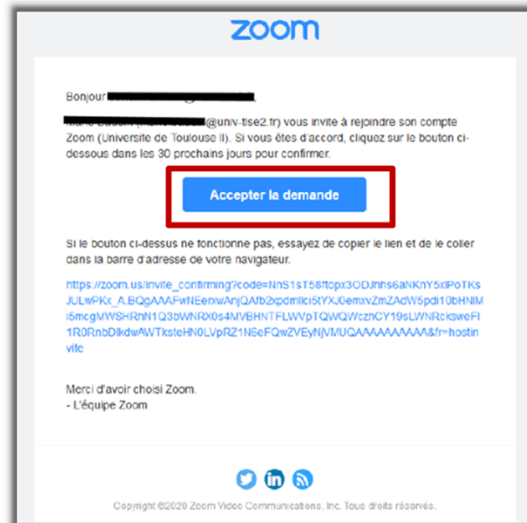 zoom
Bonjour
@univ-tlse2.fr) vous invite à rejoindre son compte
Zoom (Université de Toulouse II). Si vous êtes d'accord, cliquez sur le bouton ci-
dessous dans les 30 prochains jours pour confirmer.
Accepter la demande
Si le bouton ci-dessus ne fonctionne pas, essayez de copier le lien et de le coller
dans la barre d'adresse de votre navigateur.
Merci d'avoir choisi Zoom.
- L'équipe Zoom
in
Copyright ©2020 Zoom Video Communications, Inc. Tous droits réservés.